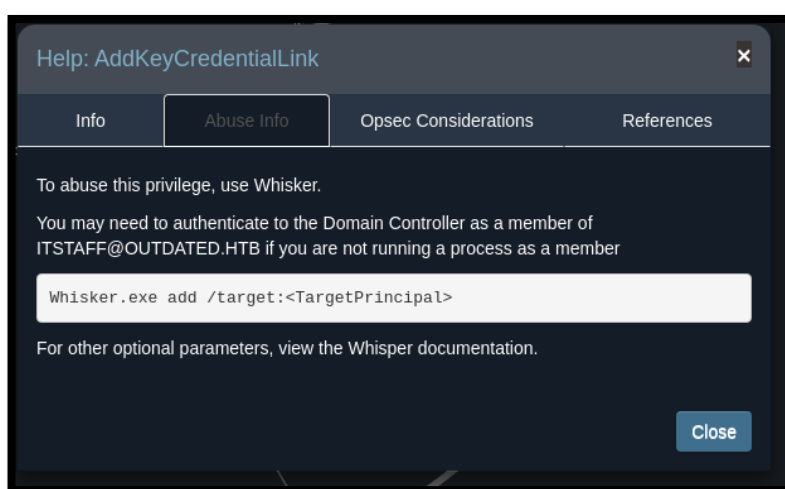 Help: AddKeyCredentialLink
×
Info
Abuse Info
Opsec Considerations
References
To abuse this privilege, use Whisker.
You may need to authenticate to the Domain Controller as a member of
ITSTAFF@OUTDATED.HTB if you are not running a process as a member
Whisker.exe add /target:<TargetPrincipal>
For other optional parameters, view the Whisper documentation.
Close